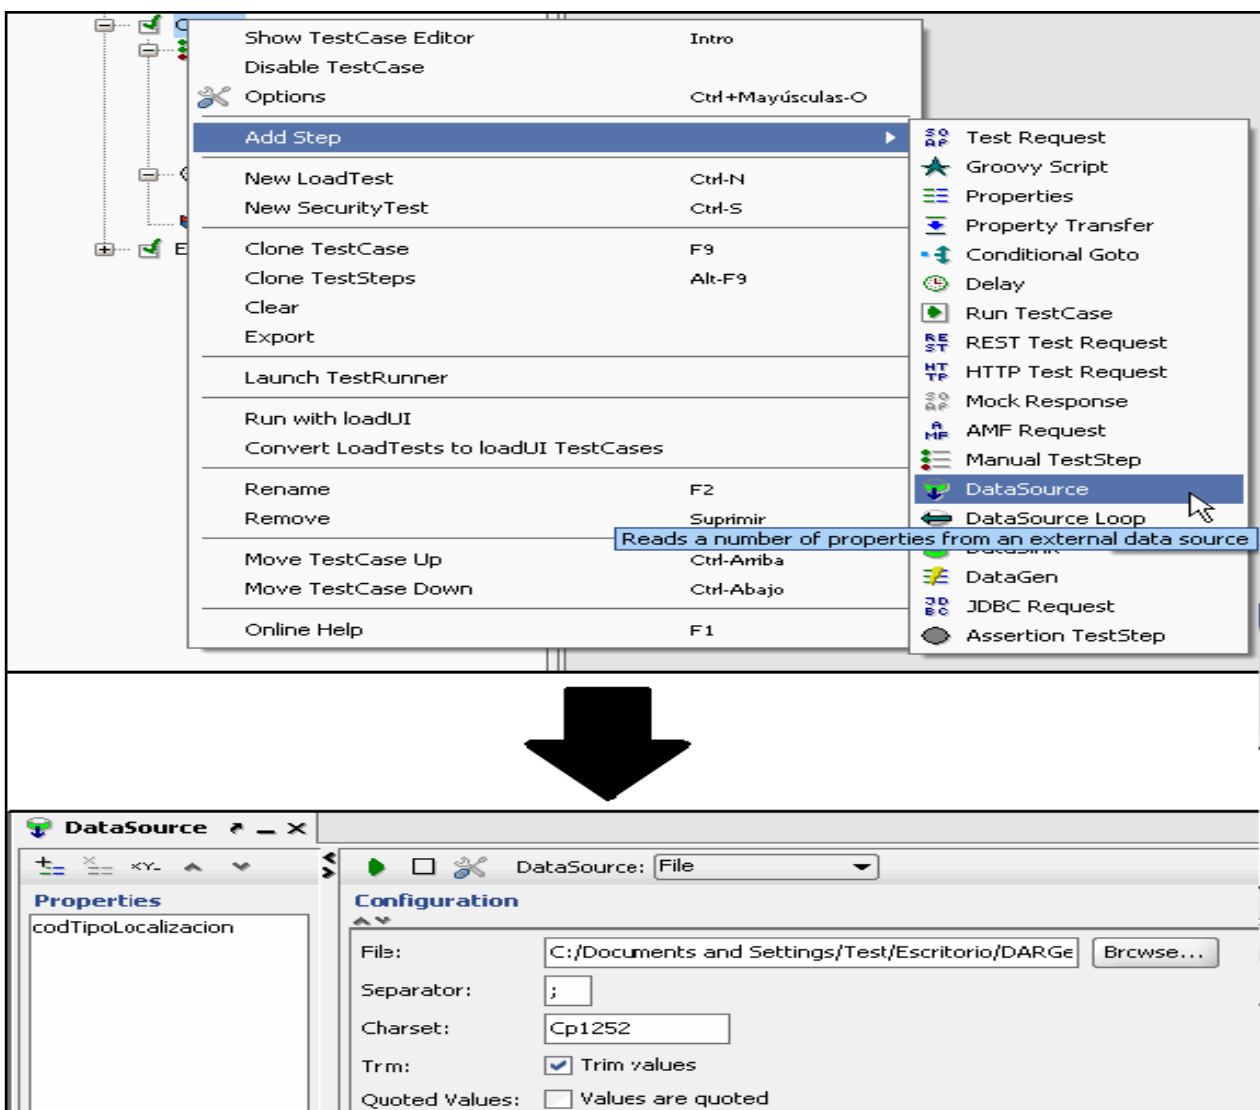 Show TestCase Editor Intro
Disable TestCase
Options Ctrl+Mayúsculas-O
Add Step
New LoadTest Ctrl-N
New SecurityTest Ctrl-S
Clone TestCase F9
Clone TestSteps Alt-F9
Clear
Export
Launch TestRunner
Run with loadUI
Convert LoadTests to loadUI TestCases
Rename F2
Remove Suprimir
Move TestCase Up Ctrl-Arriba
Move TestCase Down Ctrl-Abajo
Online Help F1
Test Request
Groovy Script
Properties
Property Transfer
Conditional Goto
Delay
Run TestCase
REST Test Request
HTTP Test Request
Mock Response
AMF Request
Manual TestStep
DataSource
DataSource Loop
Reads a number of properties from an external data source
DataGen
JDBC Request
Assertion TestStep
DataSource
DataSource: File
Properties
codTipoLocalizacion
Configuration
File: C:/Documents and Settings/Test/Escritorio/DARGe Browse...
Separator: ;
Charset: Cp1252
Trim: Trim values
Quoted Values: Values are quoted